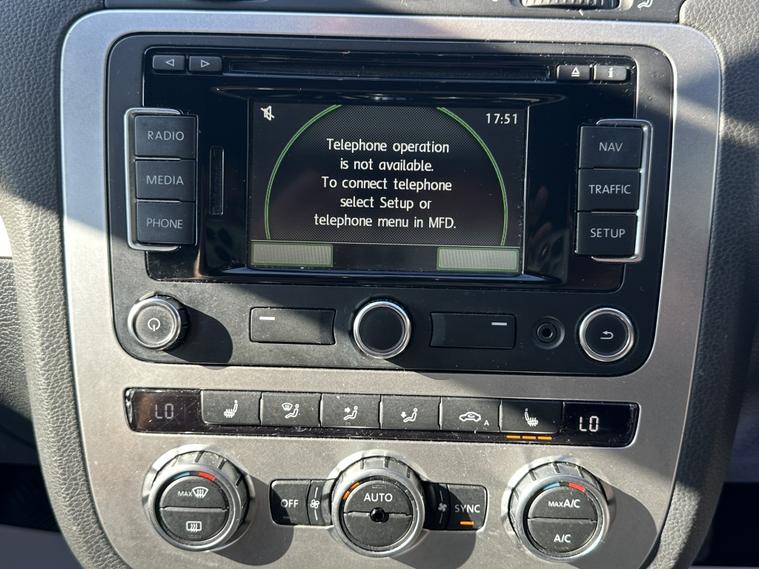 17:51
RADIO
MEDIA
PHONE
Telephone operation
is not available.
To connect telephone
select Setup or
telephone menu in MFD.
NAV
TRAFFIC
SETUP
i
LO
A
LO
MAX
OFF
AUTO
SYNC
MAX A/C
A/C